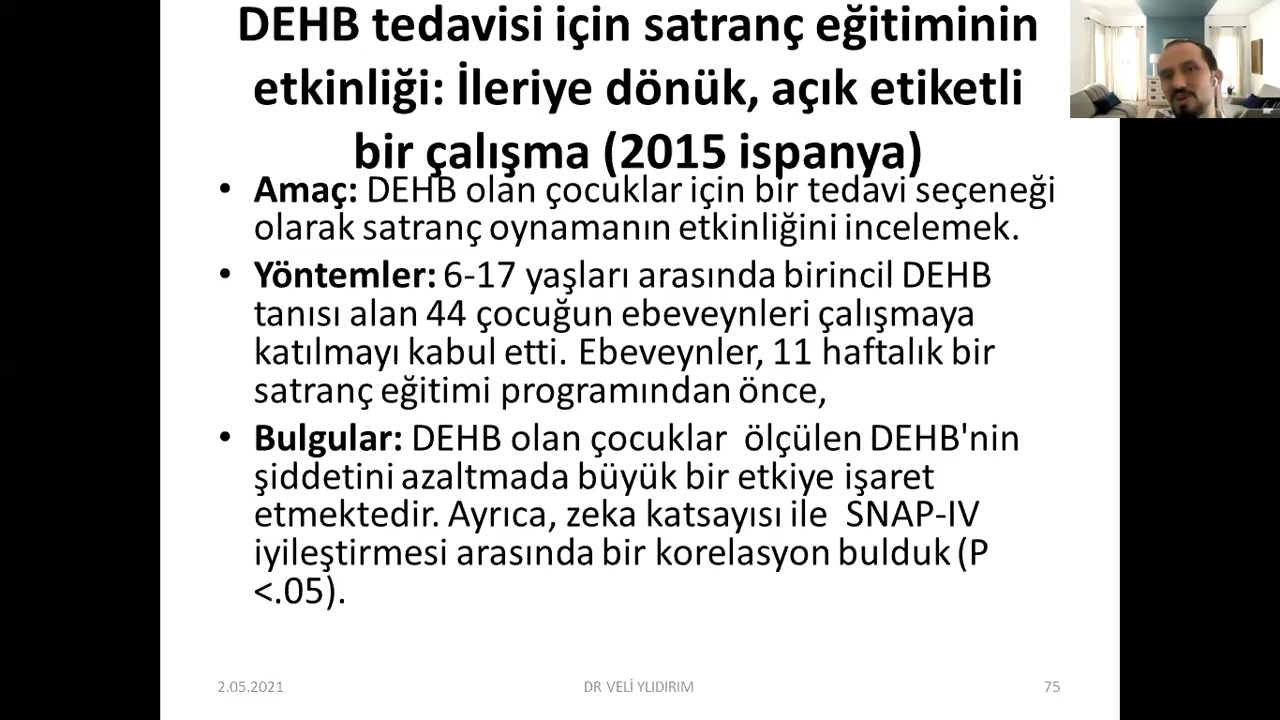 DEHB tedavisi için satranç eğitiminin
etkinliği: İleriye dönük, açık etiketli
bir çalışma (2015 ispanya)
• Amaç: DEHB olan çocuklar için bir tedavi seçeneği
olarak satranç oynamanın etkinliğini incelemek.
• Yöntemler: 6-17 yaşları arasında birincil DEHB
tanısı alan 44 çocuğun ebeveynleri çalışmaya
katılmayı kabul etti. Ebeveynler, 11 haftalık bir
satranç eğitimi programından önce,
• Bulgular: DEHB olan çocuklar  ölçülen DEHB'nin
şiddetini azaltmada büyük bir etkiye işaret
etmektedir. Ayrıca, zeka katsayısı ile  SNAP-IV
iyileştirmesi arasında bir korelasyon bulduk (P
<.05).
2.05.2021
DR VELİ YLIDIRIM
75